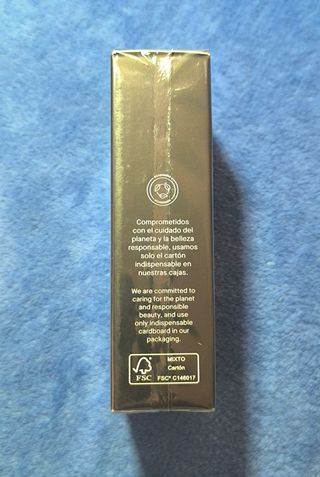 Comprometidos
con el cuidado del
planeta y la belleza
responsable, usamos
solo el cartón
indispensable en
nuestras cajas.
We are committed to
caring for the planet
and responsible
beauty, and use
only indispensable
cardboard in our
packaging.
FSC
MIXTO
Cartón
FSC® C146017